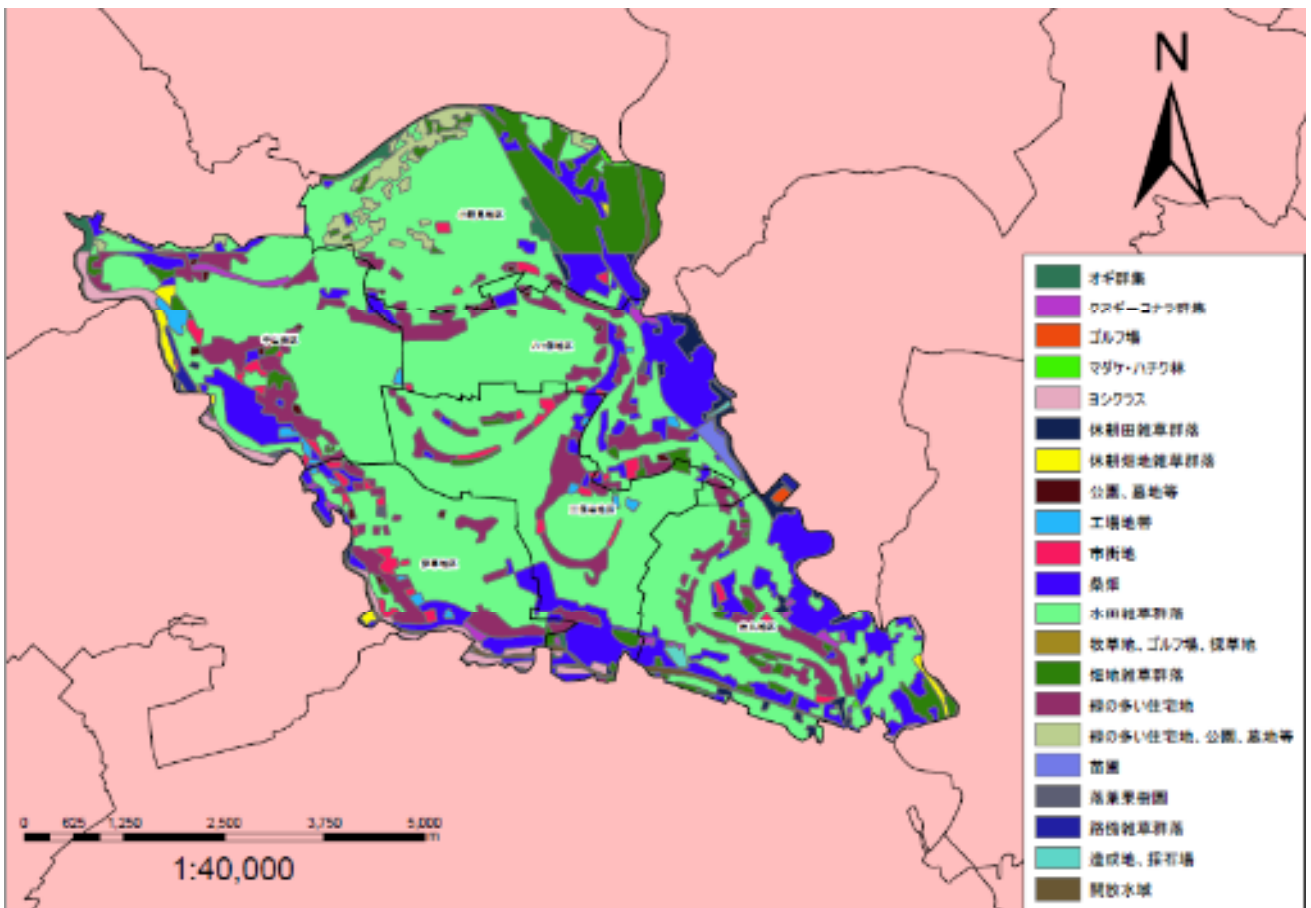 N
八ツ保地区
オギ群集
クヌギーコナラ群集
ゴルフ場
マダケ・ハチク林
ヨシクラス
休耕田雑草群落
休耕畑地雑草群落
公園、墓地等
工場地帯
市街地
桑畑
水田雑草群落
牧草地、ゴルフ場、採草地
畑地雑草群落
緑の多い住宅地
緑の多い住宅地、公園、墓地等
苗圃
落葉果樹園
路傍雑草群落
造成地、採石場
開放水域
0 625 1,250 2,500 3,750 5,000
m
1:40,000